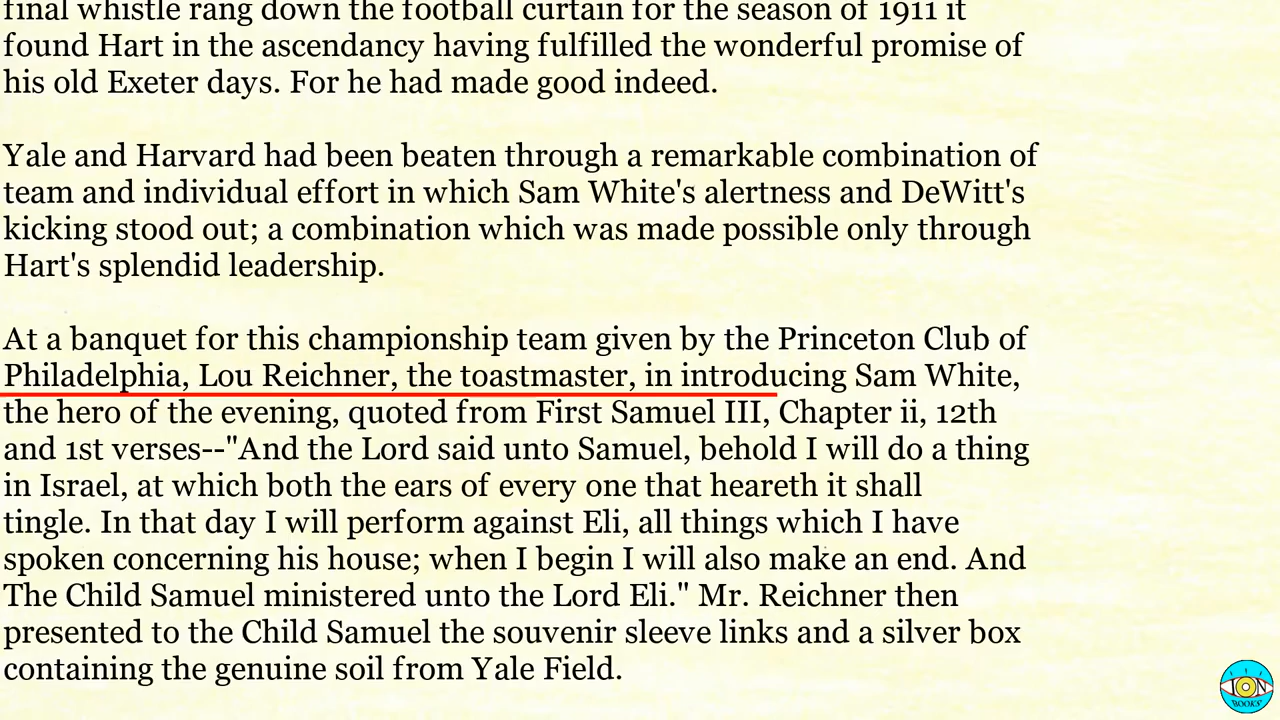 final whistle rang down the football curtain for the season of 1911 it
found Hart in the ascendancy having fulfilled the wonderful promise of
his old Exeter days. For he had made good indeed.
Yale and Harvard had been beaten through a remarkable combination of
team and individual effort in which Sam White's alertness and DeWitt's
kicking stood out; a combination which was made possible only through
Hart's splendid leadership.
At a banquet for this championship team given by the Princeton Club of
Philadelphia, Lou Reichner, the toastmaster, in introducing Sam White,
the hero of the evening, quoted from First Samuel III, Chapter ii, 12th
and 1st verses--"And the Lord said unto Samuel, behold I will do a thing
in Israel, at which both the ears of every one that heareth it shall
tingle. In that day I will perform against Eli, all things which I have
spoken concerning his house; when I begin I will also make an end. And
The Child Samuel ministered unto the Lord Eli." Mr. Reichner then
presented to the Child Samuel the souvenir sleeve links and a silver box
containing the genuine soil from Yale Field.
ION
BOOKS